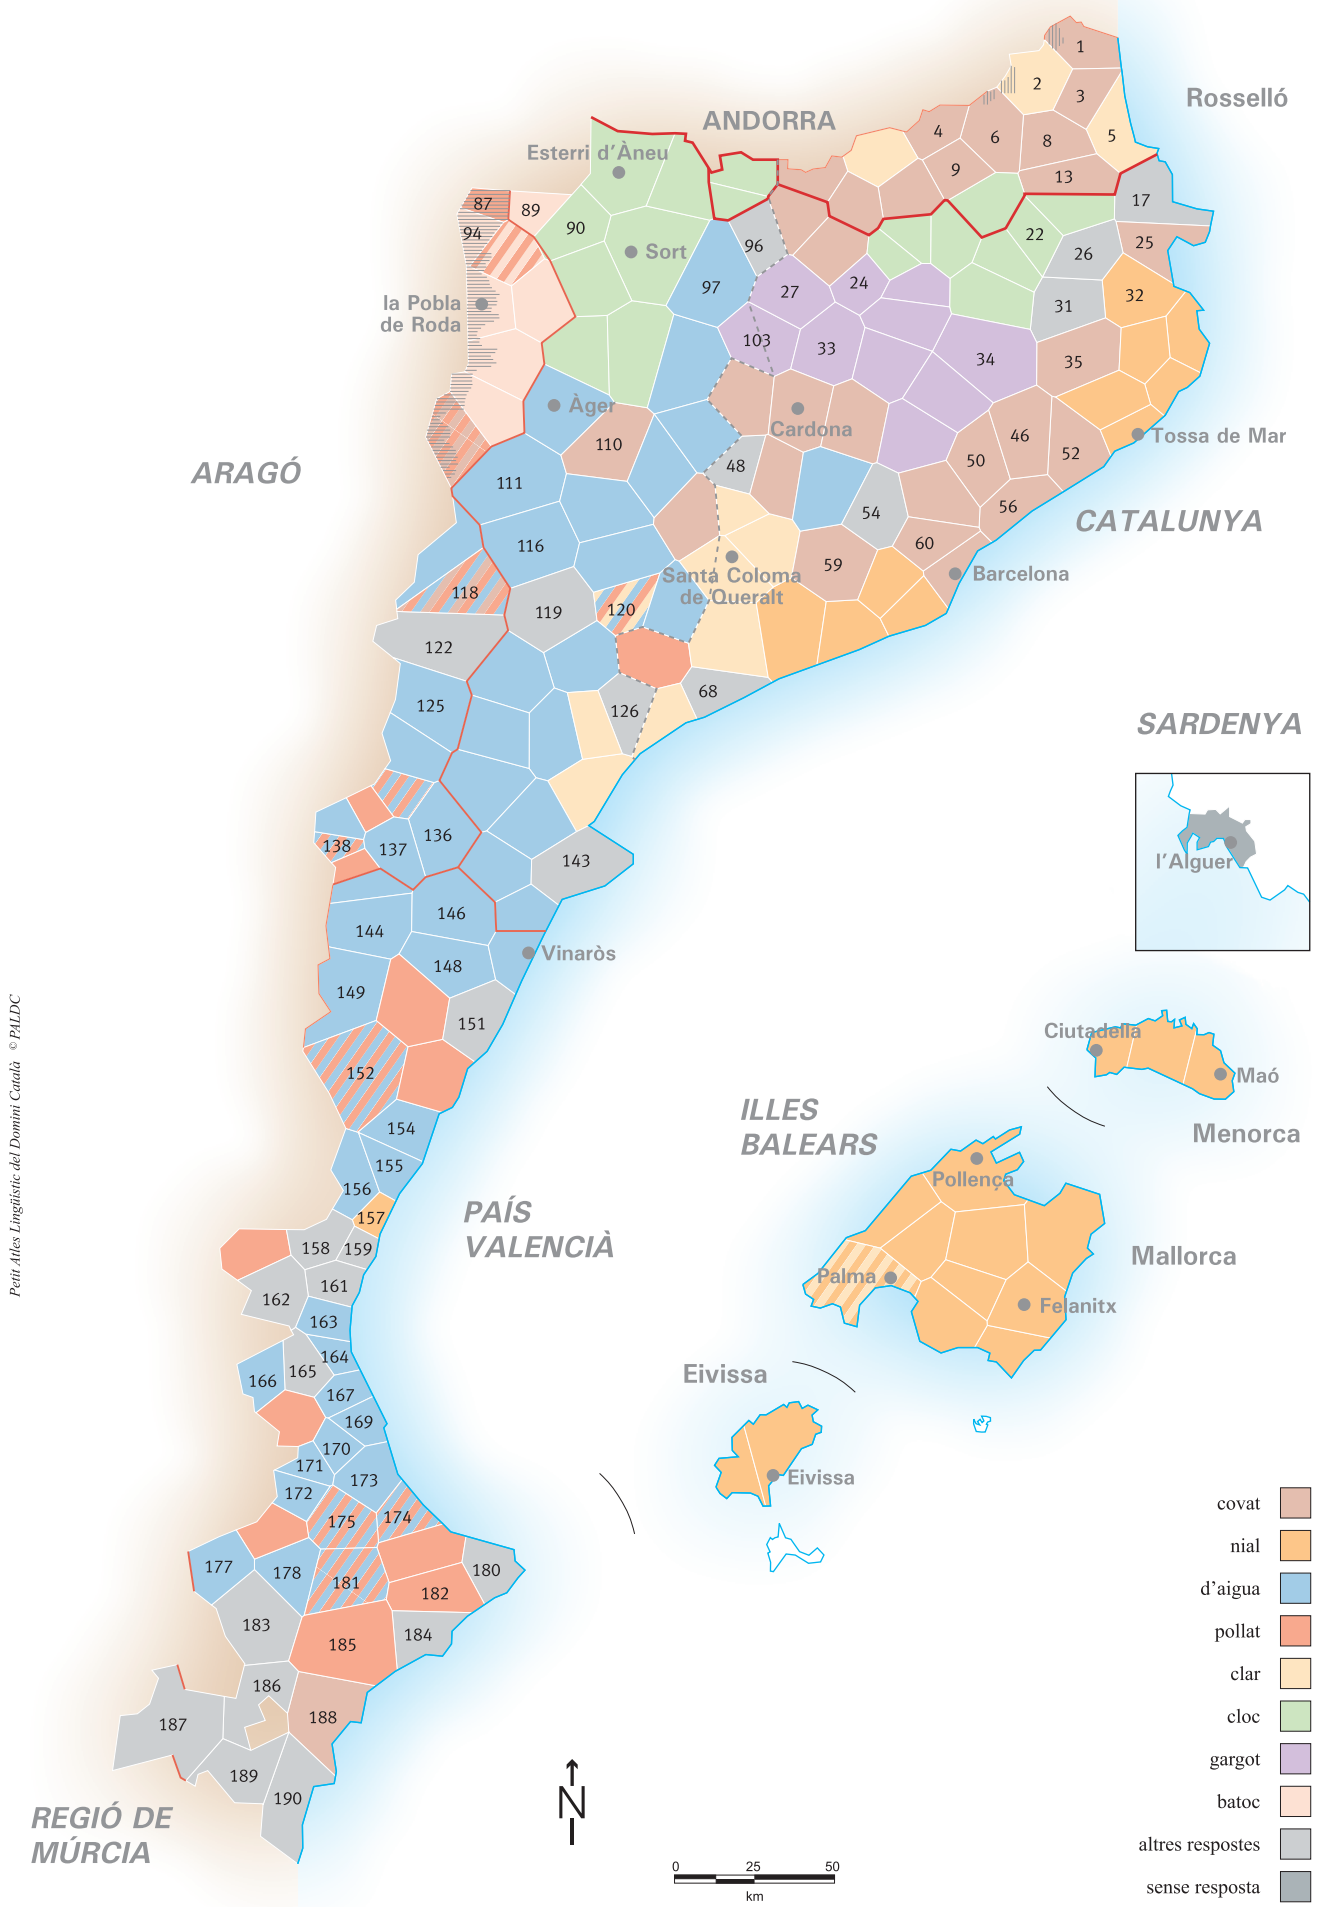 1
2
3
Rosselló
ANDORRA
4
6
8
5
Esterri d'Àneu
9
13
87
89
17
90
94
22
96
26
25
Sort
97
27
24
32
la Pobla
de Roda
31
103
33
34
35
Àger
Cardona
110
46
Tossa de Mar
50
52
48
ARAGÓ
111
54
56
CATALUNYA
116
60
59
Barcelona
Santa Coloma
de Queralt
118
119
120
122
68
125
126
SARDENYA
136
138
137
143
l'Alguer
146
144
148
Vinaròs
149
151
Ciutadella
152
Maó
ILLES
BALEARS
154
Menorca
155
Pollença
156
157
PAÍS
VALENCIÀ
158
159
Mallorca
161
Palma
162
Felanitx
163
164
165
Eivissa
166
167
169
170
171
173
Eivissa
172
174
175
177
178
180
181
182
183
184
185
186
187
188
189
190
REGIÓ DE
MÚRCIA
N
0 25 50
km
covat
nial
d'aigua
pollat
clar
cloc
gargot
batoc
altres respostes
sense resposta
Petit Atles Lingüístic del Domini Català © PALDC